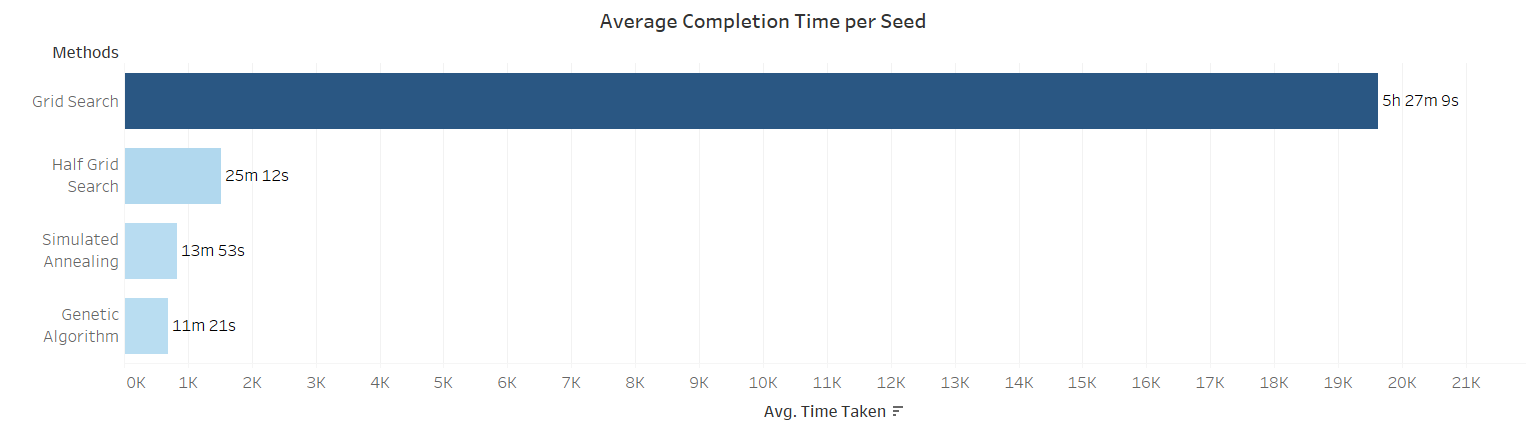 Average Completion Time per Seed
Methods
Grid Search
5h 27m 9s
Half Grid
Search
25m 12s
Simulated
Annealing
13m 53s
Genetic
Algorithm
11m 21s
0K 1K 2K 3K 4K 5K 6K 7K 8K 9K 10K 11K 12K 13K 14K 15K 16K 17K 18K 19K 20K 21K
Avg. Time Taken